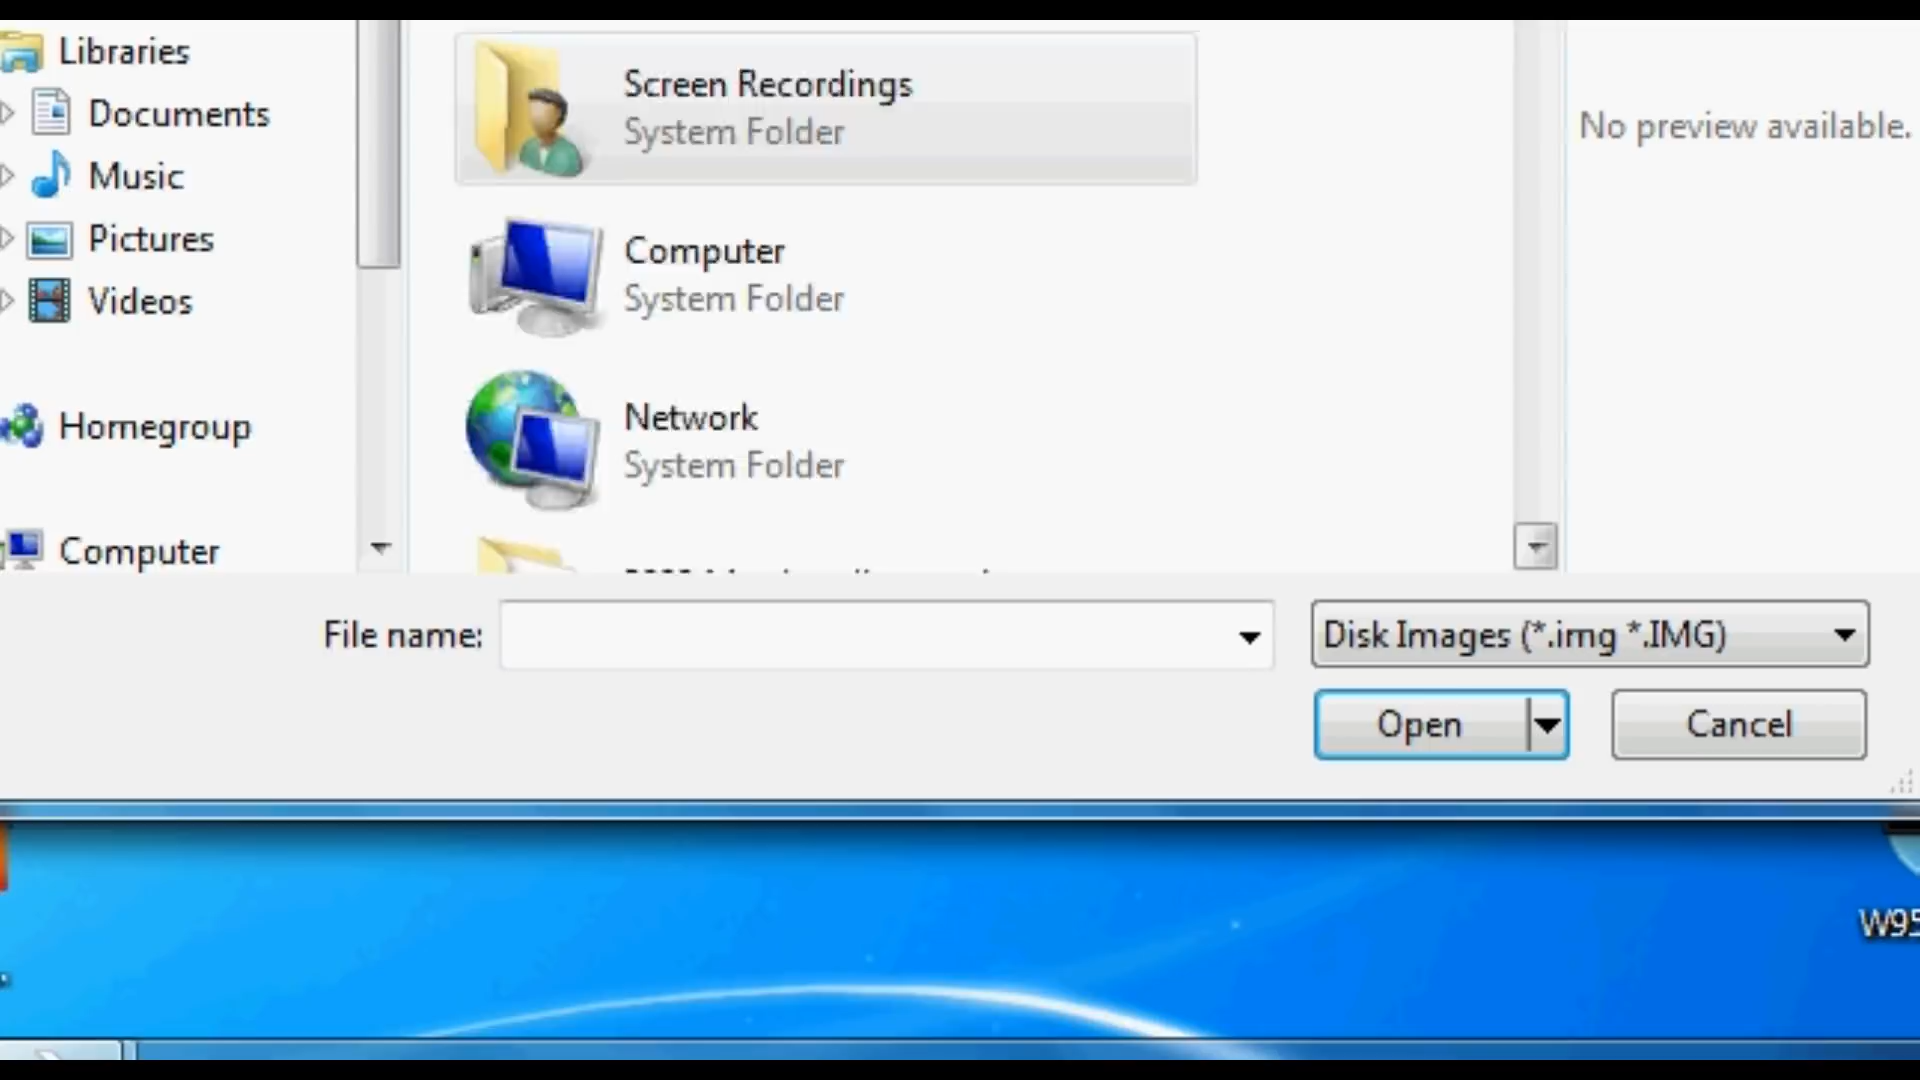 Libraries
Documents
Music
Pictures
Videos
Homegroup
Computer
Screen Recordings
System Folder
Computer
System Folder
Network
System Folder
No preview available.
File name:
Disk Images (*.img *.IMG)
Open
Cancel
W95